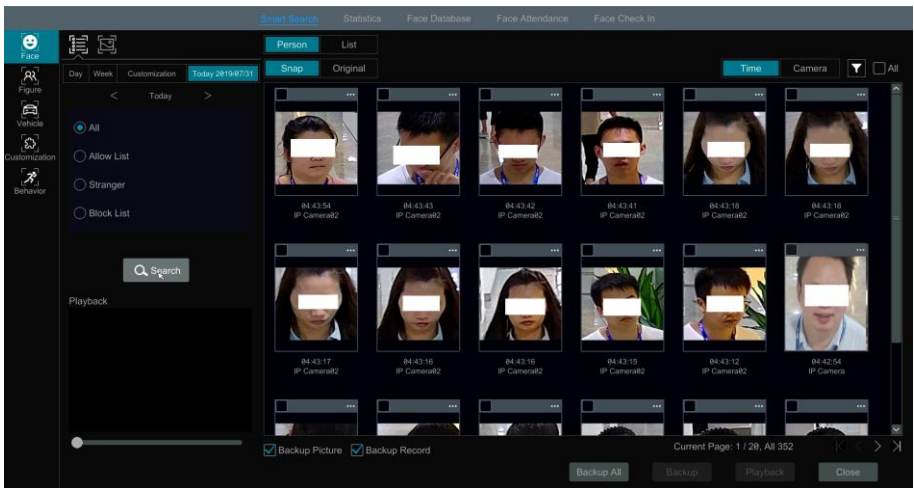 Smart Search Statistics Face Database Face Attendance Face Check In
Face
Figure
Vehicle
Customization
Behavior
Day Week Customization Today 2019/07/31
< Today >
All
Allow List
Stranger
Block List
Search
Playback
Person List
Snap Original
Time Camera All
04:43:54 04:43:43 04:43:42 04:43:41 04:43:18 04:43:18
IP Camera02 IP Camera02 IP Camera02 IP Camera02 IP Camera02 IP Camera02
04:43:17 04:43:16 04:43:16 04:43:15 04:43:12 04:42:54
IP Camera02 IP Camera02 IP Camera02 IP Camera02 IP Camera02 IP Camera
Backup Picture Backup Record
Current Page: 1 / 20, All 352
Backup All Backup Playback Close